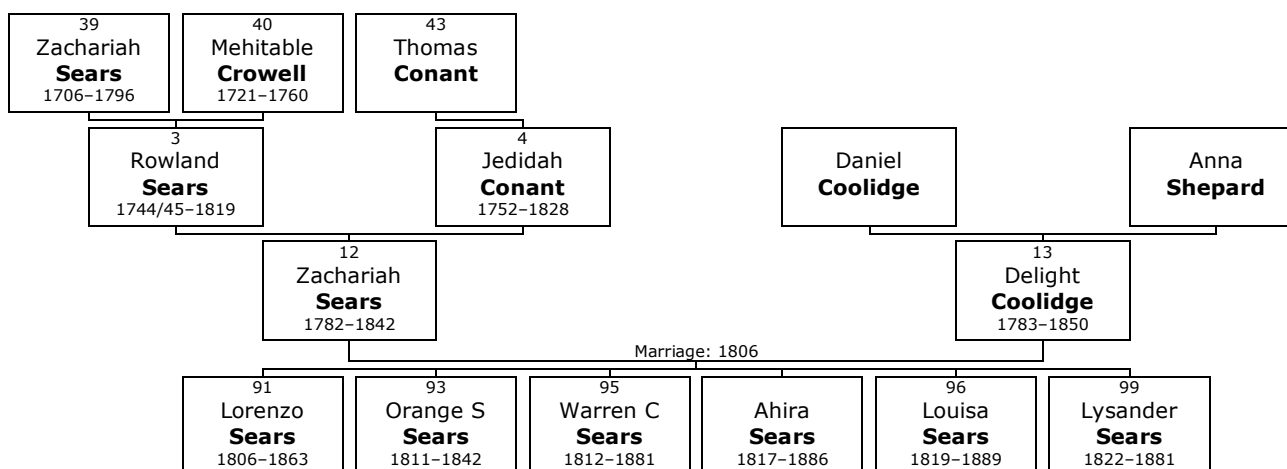 39
Zachariah
Sears
1706–1796
40
Mehitable
Crowell
1721–1760
43
Thomas
Conant
3
Rowland
Sears
1744/45–1819
4
Jedidah
Conant
1752–1828
Daniel
Coolidge
Anna
Shepard
12
Zachariah
Sears
1782–1842
13
Delight
Coolidge
1783–1850
Marriage: 1806
91
Lorenzo
Sears
1806–1863
93
Orange S
Sears
1811–1842
95
Warren C
Sears
1812–1881
Ahira
Sears
1817–1886
96
Louisa
Sears
1819–1889
99
Lysander
Sears
1822–1881